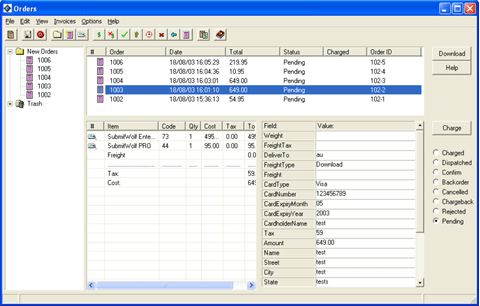 Orders
File Edit View Invoices Options Help
New Orders
1006
1005
1004
1003
1002
Trash
Order Date Total Status Charged Order ID
1006 18/08/03 16:05:29 219.95 Pending 102-5
1005 18/08/03 16:04:36 10.95 Pending 102-4
1004 18/08/03 16:03:01 649.00 Pending 102-3
1003 18/08/03 16:01:10 649.00 Pending 102-2
1002 18/08/03 15:36:13 54.95 Pending 102-1
Download
Help
Item Code Qty Cost Tax To
SubmitWolf Ente... 73 1 495... 0.00 495
SubmitWolf PRO 44 1 95.00 0.00 95.
Freight 0.0
Tax: 59.
Cost: 649
Field: Value:
Weight
FreightTax
DeliverTo au
FreightType Download
Freight
CardType Visa
CardNumber 123456789
CardExpiryMonth 05
CardExpiryYear 2003
CardholderName test
Tax 59
Amount 649.00
Name test
Street test
City test
State tests
Charge
Charged
Dispatched
Confirm
Backorder
Cancelled
Chargeback
Rejected
Pending